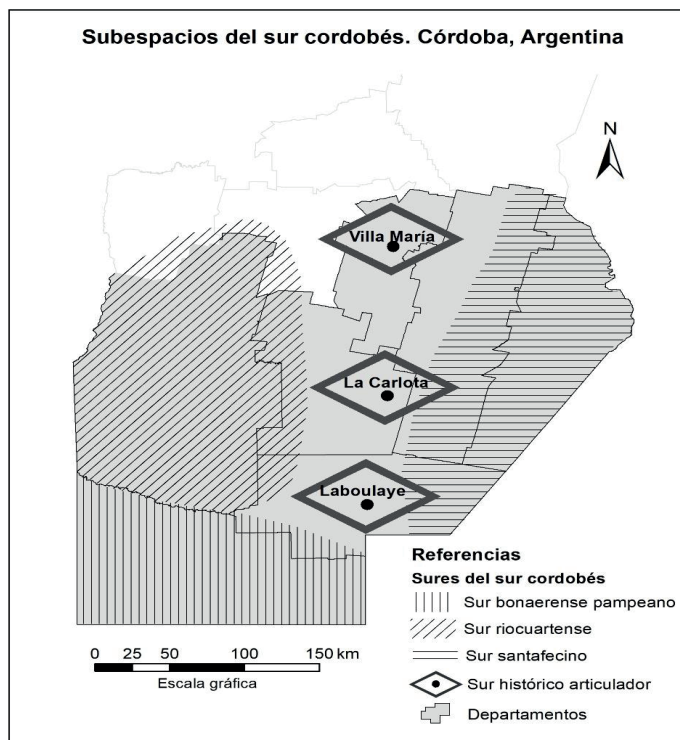 Subespacios del sur cordobés. Córdoba, Argentina
N
Villa María
La Carlota
Laboulaye
Referencias
Sures del sur cordobés
Sur bonaerense pampeano
Sur riocuartense
Sur santafecino
Sur histórico articulador
Departamentos
0 25 50 100 150 km
Escala gráfica